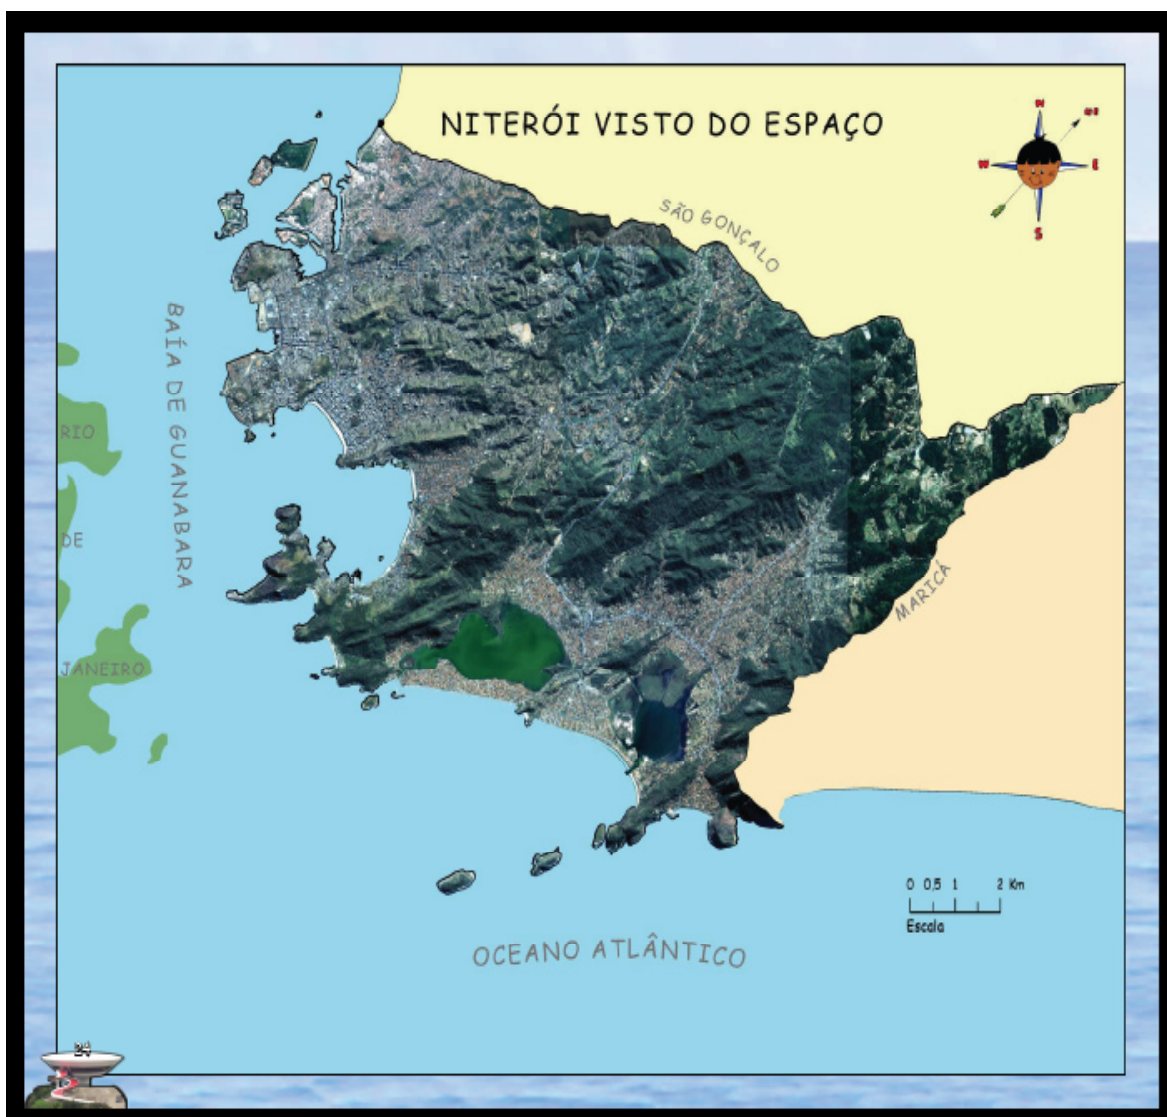 NITERÓI VISTO DO ESPAÇO
N
W
E
S
SÃO GONÇALO
BAÍA DE GUANABARA
RIO
DE
JANEIRO
MARICÁ
0 0,5 1 2 Km
Escala
OCEANO ATLÂNTICO
24